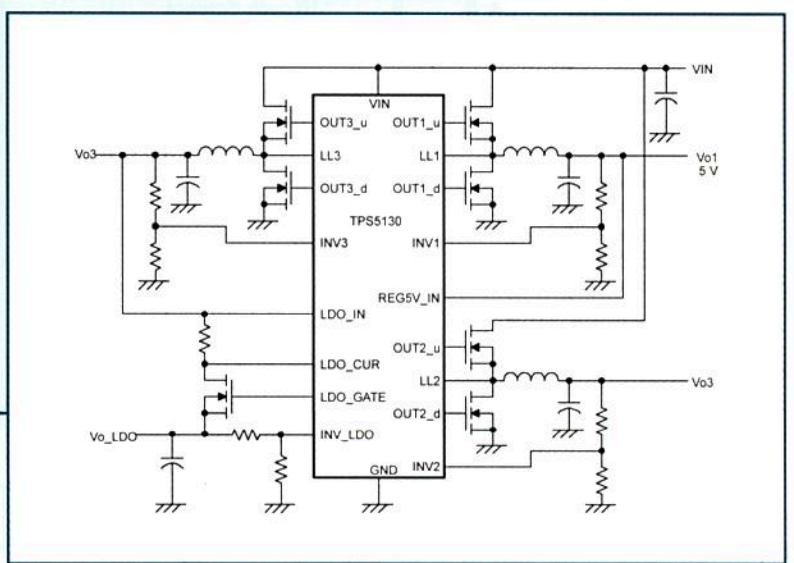 VIN
VIN
OUT3_u
OUT1_u
Vo3
LL3
LL1
Vo1
5 V
OUT3_d
OUT1_d
TPS5130
INV3
INV1
REG5V_IN
LDO_IN
OUT2_u
LDO_CUR
LL2
Vo3
LDO_GATE
OUT2_d
Vo_LDO
INV_LDO
INV2
GND